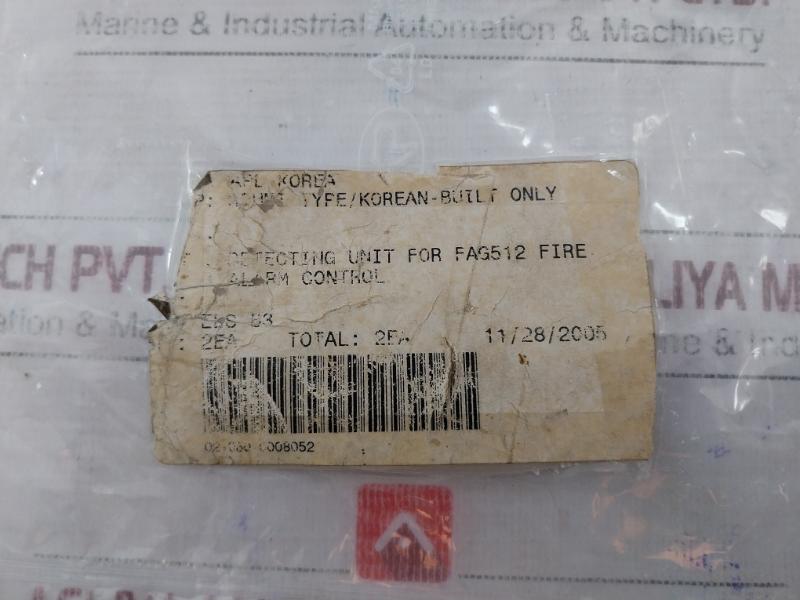 Marine & Industrial Automation & Machinery
APL KOREA
P: TYPE/KOREAN-BUILT ONLY
CH PVT
LIYA M
DETECTING UNIT FOR FAG512 FIRE
ALARM CONTROL
ation & Ma
ne & Ind
: 2EA TOTAL: 2EA 11/28/2005
0008052